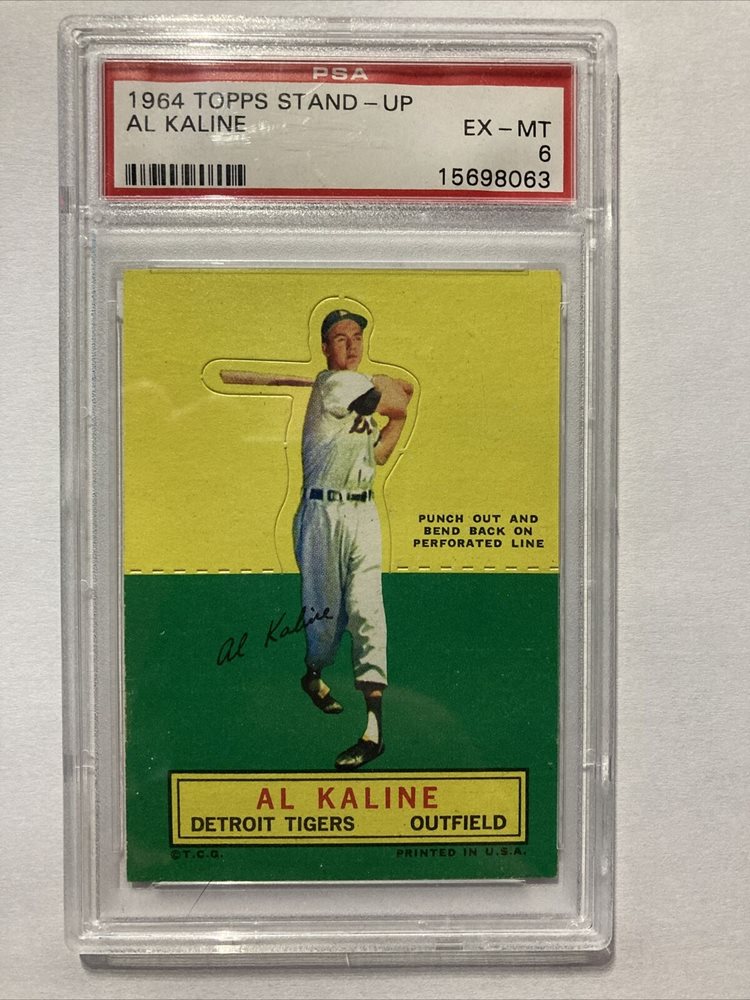 PSA
1964 TOPPS STAND-UP
AL KALINE
EX-MT
6
15698063
PUNCH OUT AND
BEND BACK ON
PERFORATED LINE
Al Kaline
AL KALINE
DETROIT TIGERS OUTFIELD
©T.C.G. PRINTED IN U.S.A.